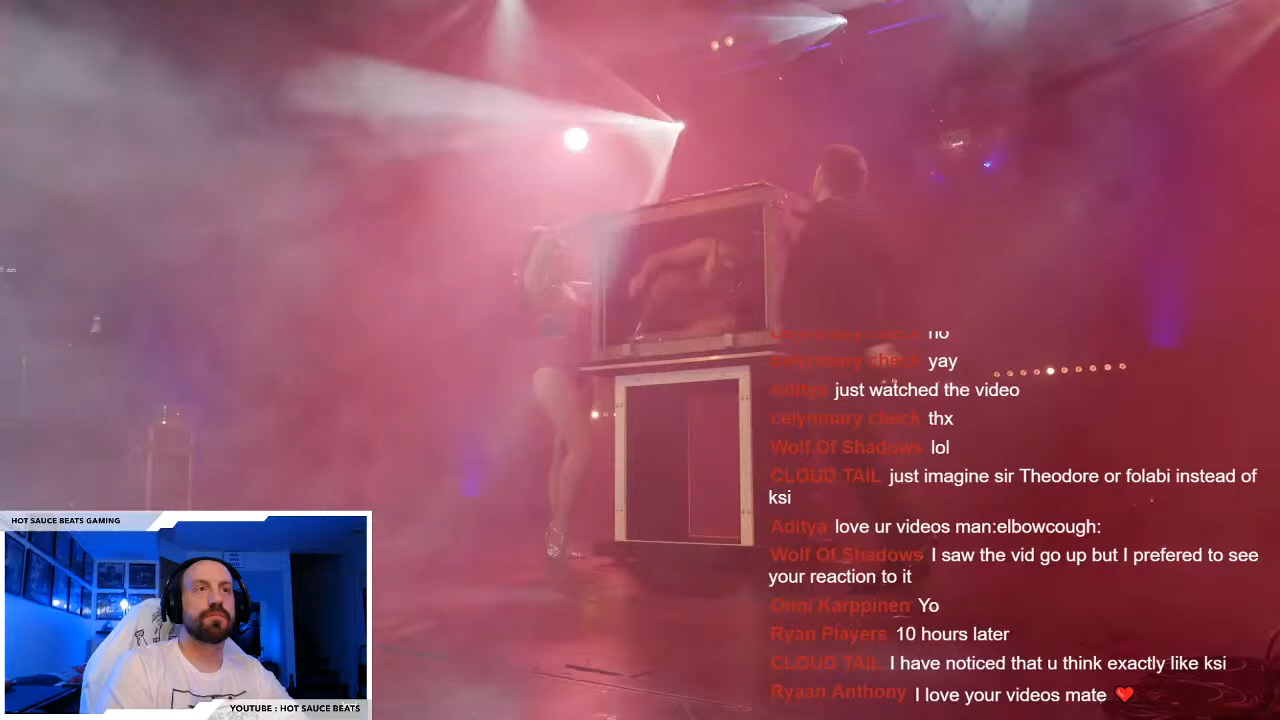 no
celynmary check yay
Aditya just watched the video
celynmary check thx
Wolf Of Shadows lol
CLOUD TAIL just imagine sir Theodore or folabi instead of
ksi
Aditya love ur videos man:elbowcough:
Wolf Of Shadows I saw the vid go up but I prefered to see
your reaction to it
Onni Karppinen Yo
Ryan Players 10 hours later
CLOUD TAIL I have noticed that u think exactly like ksi
Ryaan Anthony I love your videos mate ❤️
HOT SAUCE BEATS GAMING
YOUTUBE : HOT SAUCE BEATS